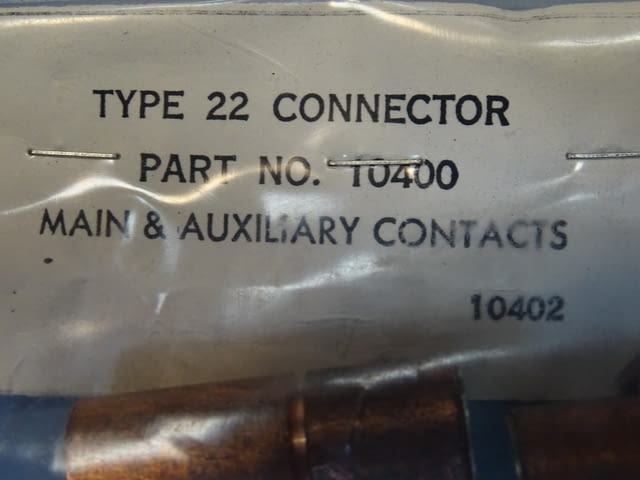 TYPE 22 CONNECTOR
PART NO. 10400
MAIN & AUXILIARY CONTACTS
10402